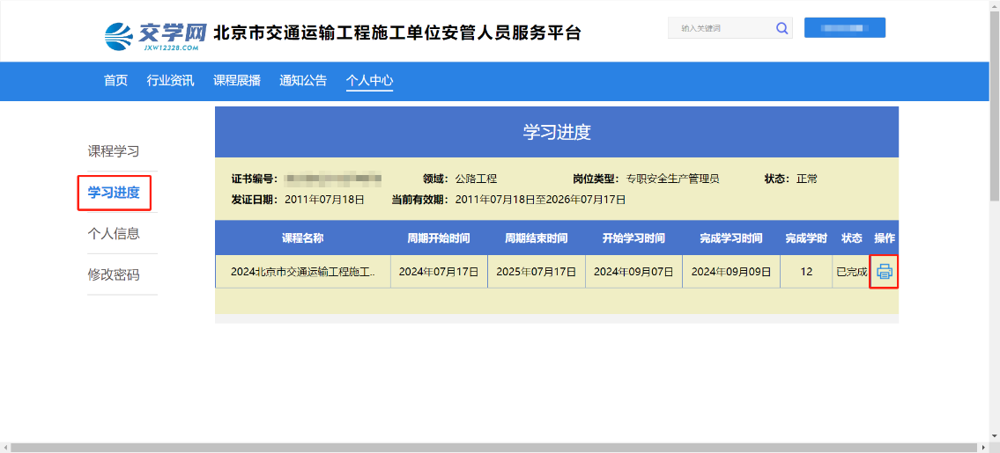 交学网
JXW12328.COM
北京市交通运输工程施工单位安管人员服务平台
输入关键词
首页 行业资讯 课程展播 通知公告 个人中心
课程学习
学习进度
个人信息
修改密码
学习进度
证书编号： 领域：公路工程 岗位类型：专职安全生产管理员 状态：正常
发证日期：2011年07月18日 当前有效期：2011年07月18日至2026年07月17日
课程名称 周期开始时间 周期结束时间 开始学习时间 完成学习时间 完成学时 状态 操作
2024北京市交通运输工程施工.. 2024年07月17日 2025年07月17日 2024年09月07日 2024年09月09日 12 已完成